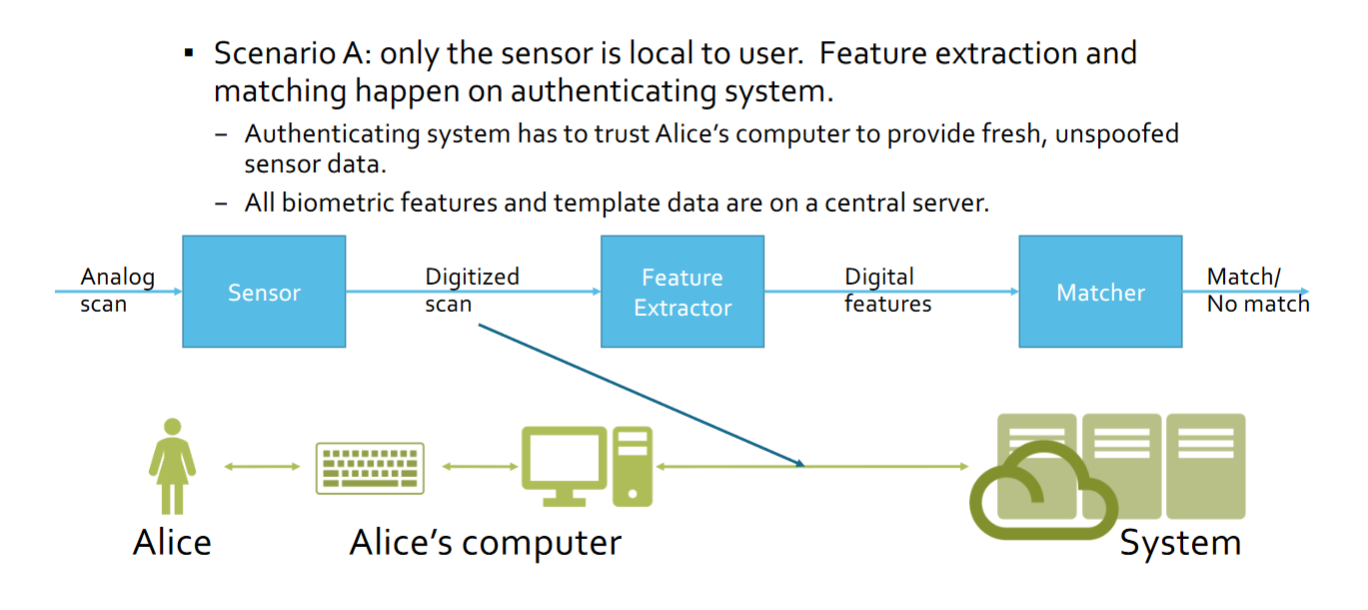 ▪ Scenario A: only the sensor is local to user. Feature extraction and
matching happen on authenticating system.
– Authenticating system has to trust Alice’s computer to provide fresh, unspoofed
sensor data.
– All biometric features and template data are on a central server.
Analog
scan
Sensor
Digitized
scan
Feature
Extractor
Digital
features
Matcher
Match/
No match
Alice
Alice’s computer
System